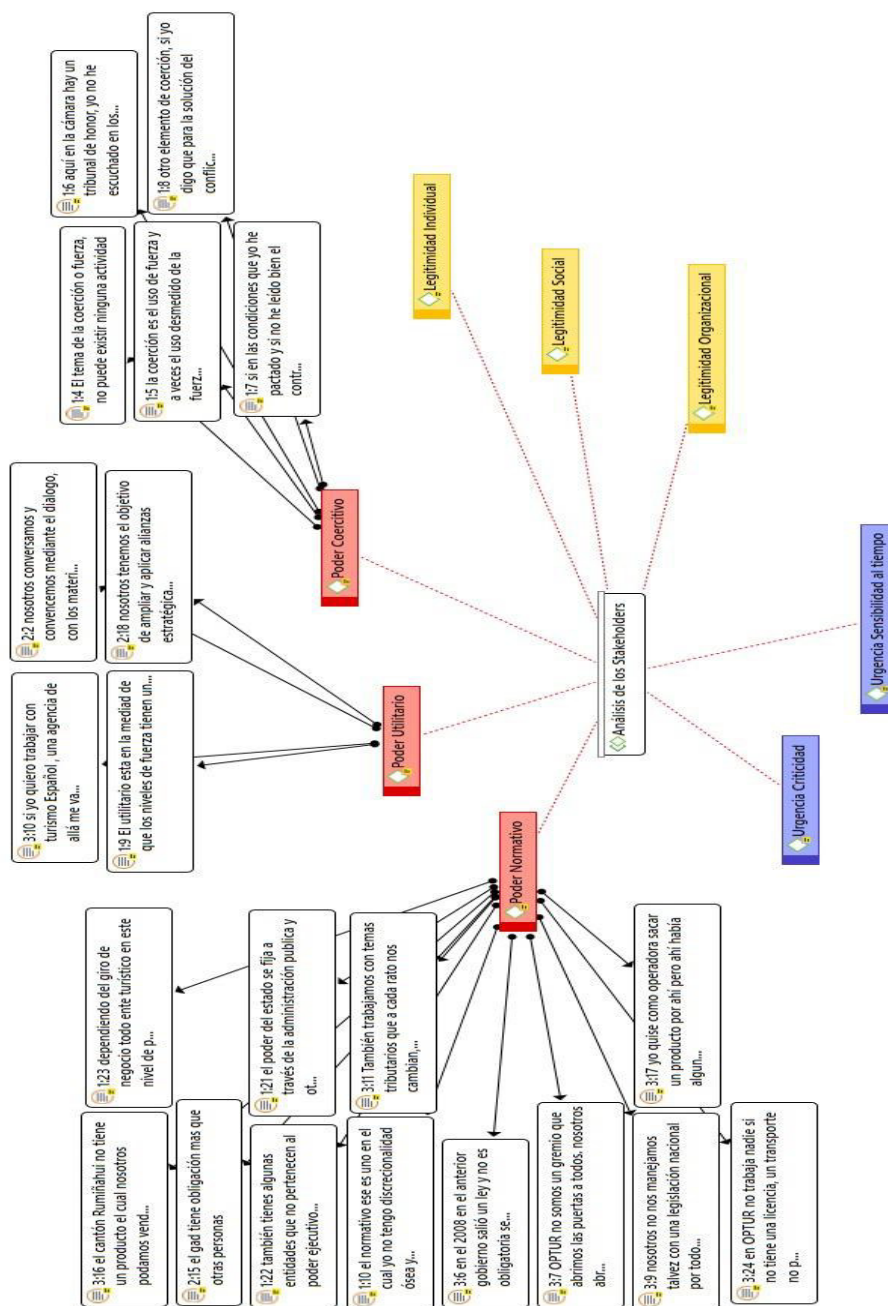 3:16 el cantón Rumiñahui no tiene
un producto el cual nosotros
podamos vend...
2:15 el gad tiene obligación mas que
otras personas
1:22 también tienes algunas
entidades que no pertenecen al
poder ejecutivo...
1:10 el normativo ese es uno en el
cual yo no tengo discrecionalidad
ósea y...
3:6 en el 2008 en el anterior
gobierno salió un ley y no es
obligatoria se...
3:7 OPTUR no somos un gremio que
abrimos las puertas a todos, nosotros
abr...
3:9 nosotros no nos manejamos
talvez con una legislación nacional
por todo...
3:24 en OPTUR no trabaja nadie si
no tiene una licencia, un transporte
no p...
1:23 dependiendo del giro de
negocio todo ente turístico en este
nivel de p...
1:21 el poder del estado se fija a
través de la administración publica y
ot...
3:11 También trabajamos con temas
tributarios que a cada rato nos
cambian,...
3:17 yo quise como operadora sacar
un producto por ahí pero ahí había
algun...
Poder Normativo
3:10 si yo quiero trabajar con
turismo Español , una agencia de
allá me va...
1:9 El utilitario esta en la mediad de
que los niveles de fuerza tienen un...
2:2 nosotros conversamos y
convencemos mediante el dialogo,
con los materi...
2:18 nosotros tenemos el objetivo
de ampliar y aplicar alianzas
estratégica...
Poder Utilitario
1:4 El tema de la coerción o fuerza,
no puede existir ninguna actividad
1:5 la coerción es el uso de fuerza y
a veces el uso desmedido de la
fuerz...
1:7 si en las condiciones que yo he
pactado y si no he leído bien el
contr...
1:6 aquí en la cámara hay un
tribunal de honor, yo no he
escuchado en los...
1:8 otro elemento de coerción, si yo
digo que para la solución del
conflic...
Poder Coercitivo
Análisis de los Stakeholders
Legitimidad Individual
Legitimidad Social
Legitimidad Organizacional
Urgencia Criticidad
Urgencia Sensibilidad al tiempo